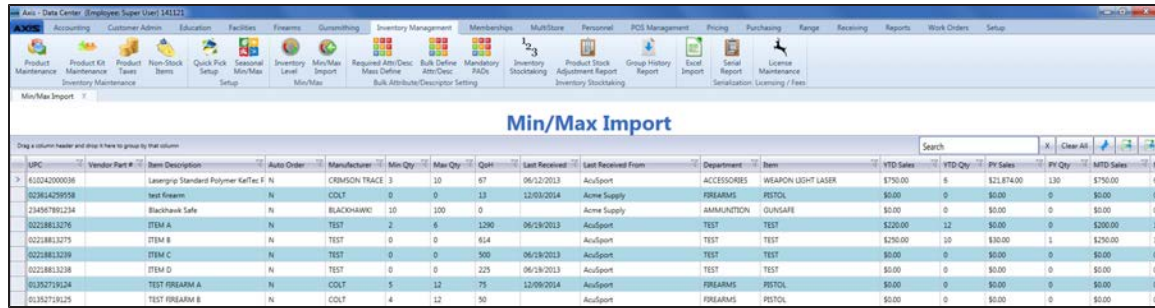 Axis - Data Center (Employee: Super User) 141121
AXIS Accounting Customer Admin Education Facilities Firearms Gunsmithing Inventory Management Memberships MultiStore Personnel POS Management Pricing Purchasing Range Receiving Reports Work Orders Setup
Product Maintenance Product Kit Maintenance Product Taxes Non-Stock Items Quick Pick Setup Seasonal Min/Max Inventory Level Min/Max Import Required Attr/Desc Mass Define Bulk Define Attr/Desc Mandatory PADs Inventory Stocktaking Product Stock Adjustment Report Group History Report Excel Import Serial Report License Maintenance
Inventory Maintenance Setup Min/Max Bulk Attribute/Descriptor Setting Inventory Stocktaking Serialization Licensing / Fees
Min/Max Import X
Min/Max Import
Drag a column header and drop it here to group by that column Search X Clear All
UPC Vendor Part # Item Description Auto Order Manufacturer Min Qty Max Qty QoH Last Received Last Received From Department Item YTD Sales YTD Qty PY Sales PY Qty MTD Sales
610242000036 Lasergrip Standard Polymer KelTec P N CRIMSON TRACE 3 10 67 06/12/2013 AcuSport ACCESSORIES WEAPON LIGHT LASER $750.00 6 $21,874.00 130 $750.00
023614259558 test firearm N COLT 0 0 13 12/03/2014 Acme Supply FIREARMS PISTOL $0.00 0 $0.00 0 $0.00
234567891234 Blackhawk Safe N BLACKHAWK! 10 100 0 Acme Supply AMMUNITION GUNSAFE $0.00 0 $0.00 0 $0.00
02218813276 ITEM A N TEST 2 6 1290 06/19/2013 AcuSport TEST TEST $220.00 12 $0.00 0 $200.00
02218813275 ITEM B N TEST 0 0 614 AcuSport TEST TEST $250.00 10 $30.00 1 $250.00
02218813239 ITEM C N TEST 0 0 500 06/19/2013 AcuSport TEST TEST $0.00 0 $0.00 0 $0.00
02218813238 ITEM D N TEST 0 0 225 06/19/2013 AcuSport TEST TEST $0.00 0 $0.00 0 $0.00
01352719124 TEST FIREARM A N COLT 5 12 75 12/09/2014 AcuSport FIREARMS PISTOL $0.00 0 $0.00 0 $0.00
01352719125 TEST FIREARM B N COLT 4 12 50 AcuSport FIREARMS PISTOL $0.00 0 $0.00 0 $0.00